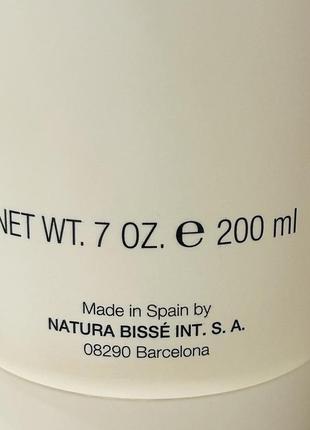 NET WT. 7 OZ. ℮ 200 ml
Made in Spain by
NATURA BISSÉ INT. S. A.
08290 Barcelona